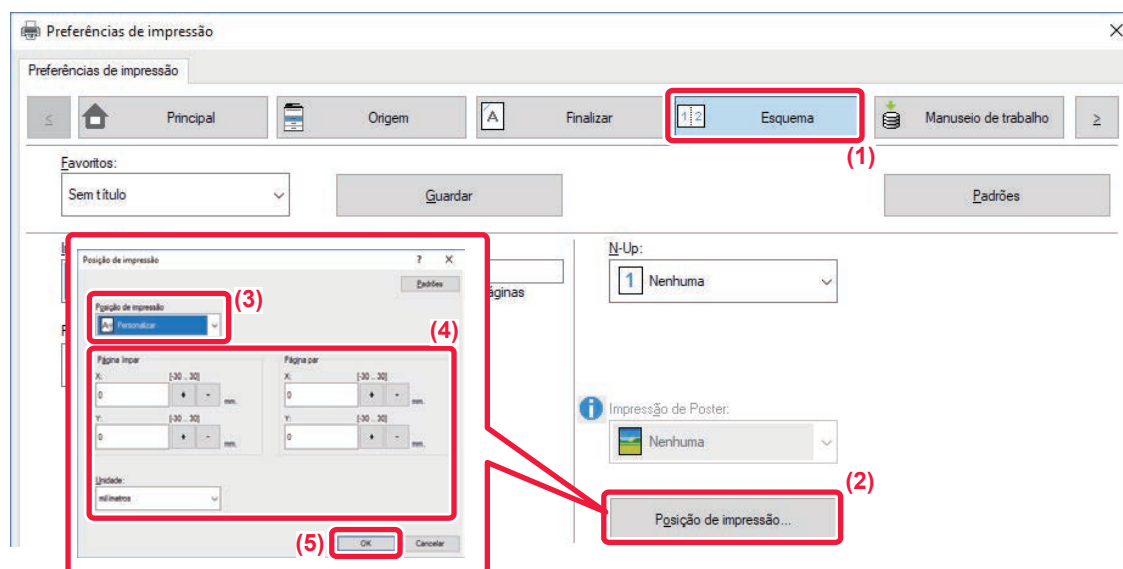 Preferências de impressão
Preferências de impressão
Principal
Origem
Finalizar
Esquema
Manuseio de trabalho
(1)
Favoritos:
Sem título
Guardar
Padrões
Posição de impressão
? X
Padrões
Posição de impressão
(3)
Personalizar
(4)
Página ímpar
Página par
X: [-30 .. 30]
X: [-30 .. 30]
0 + - mm.
0 + - mm.
Y: [-30 .. 30]
Y: [-30 .. 30]
0 + - mm.
0 + - mm.
Unidade:
milímetros
(5)
OK
Cancelar
N-Up:
1 Nenhuma
Impressão de Poster:
Nenhuma
(2)
Posição de impressão...